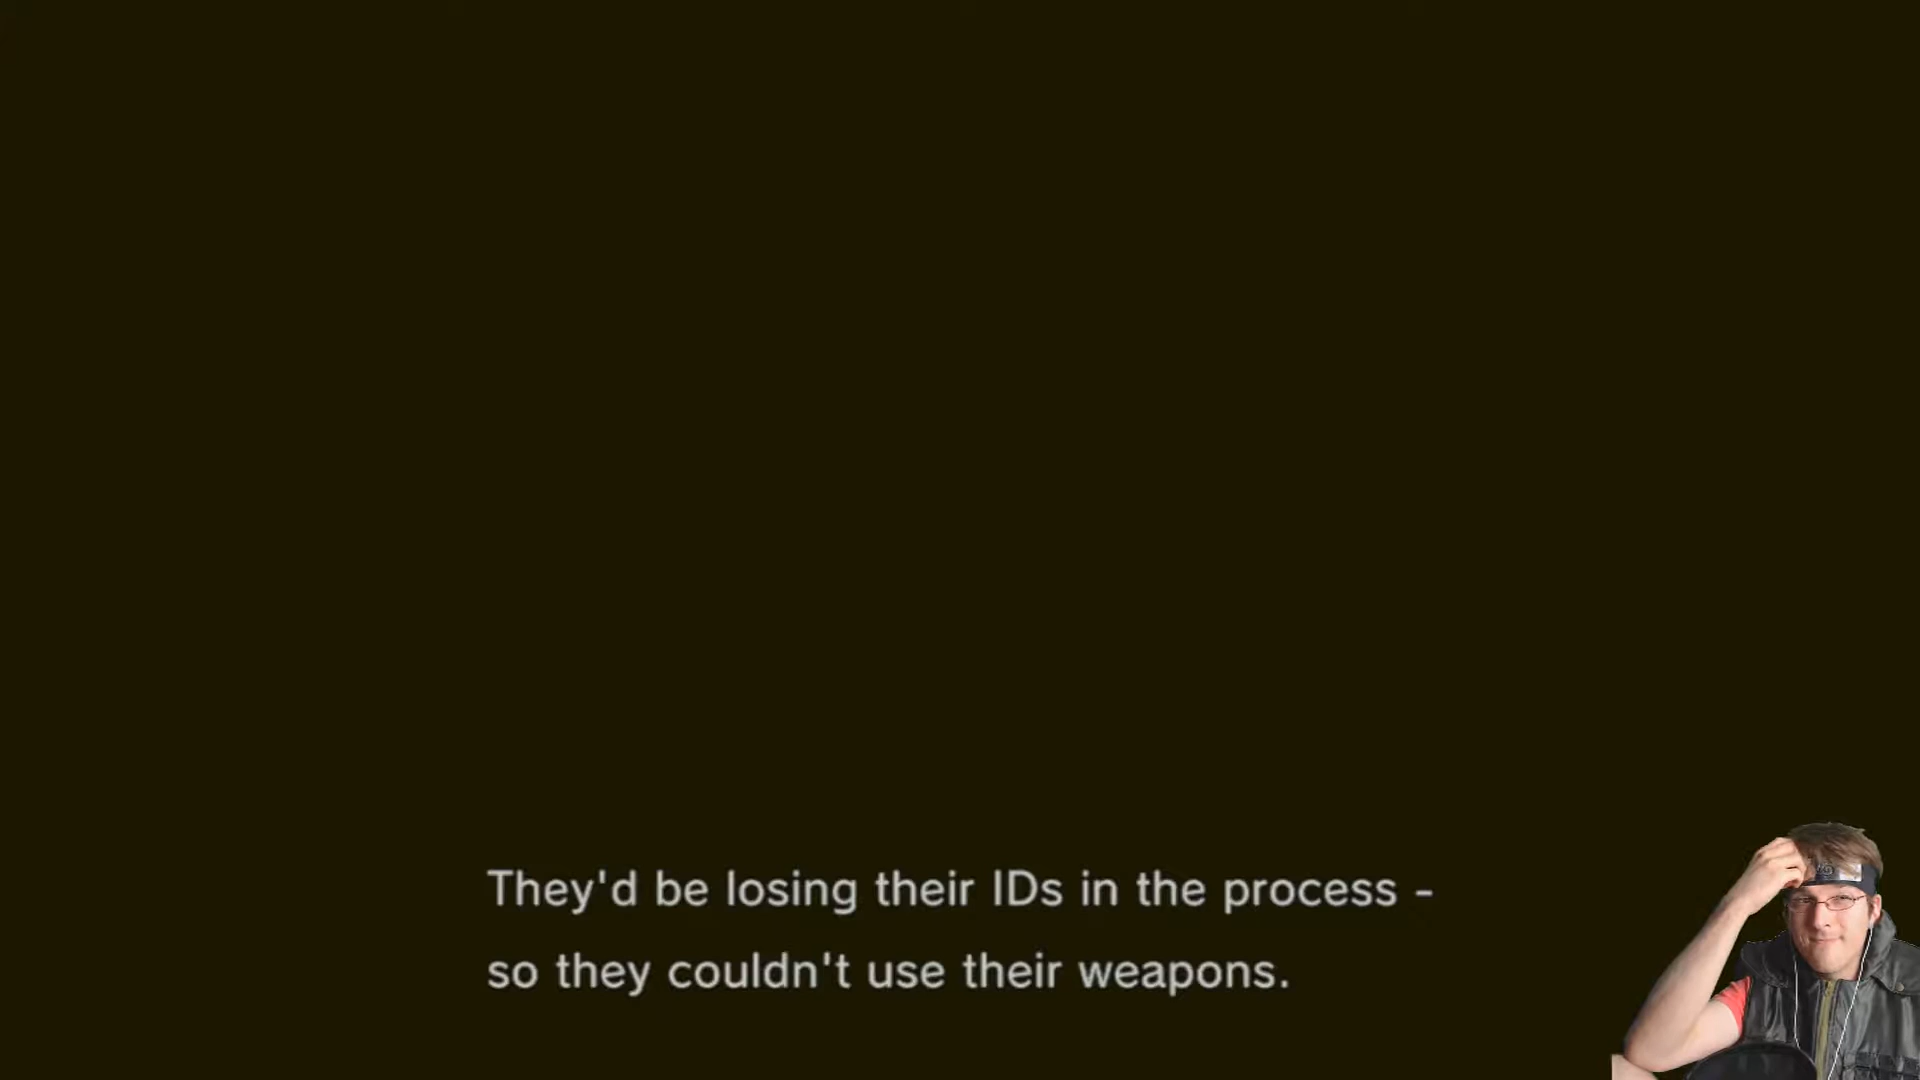 They'd be losing their IDs in the process -
so they couldn't use their weapons.